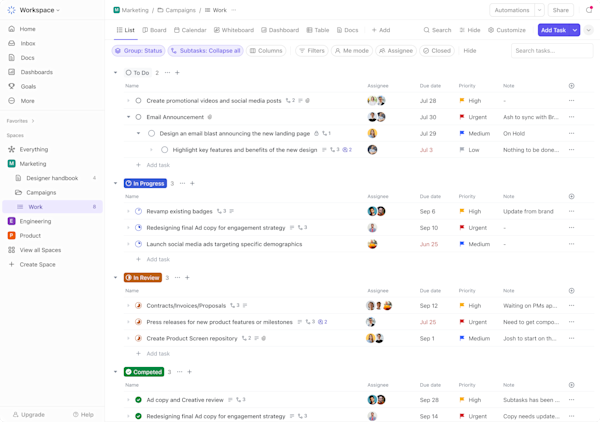 Workspace
Home
Inbox
Docs
Dashboards
Goals
More
Favorites
Spaces
Everything
M Marketing
Designer handbook
Campaigns
Work 8
E Engineering
P Product
View all Spaces
Create Space
Upgrade Help
M Marketing / Campaigns / Work Automations Share
List Board Calendar Whiteboard Dashboard Table Docs Add Search Hide Customize Add Task
Group: Status Subtasks: Collapse all Columns Filters Me mode Assignee Closed Hide Search tasks...
To Do 2
Name Assignee Due date Priority Note
Create promotional videos and social media posts 2 Jul 28 High -
Email Announcement Jul 30 Urgent Ash to sync with Br...
Design an email blast announcing the new landing page 1 Jul 29 Medium On Hold
Highlight key features and benefits of the new design 3 2 Jul 3 Low Nothing to be done...
Add task
In Progress 3
Name Assignee Due date Priority Note
Revamp existing badges 3 Sep 6 High Update from brand
Redesigning final Ad copy for engagement strategy 3 Sep 10 Urgent -
Launch social media ads targeting specific demographics Jun 25 Medium -
Add task
In Review 3
Name Assignee Due date Priority Note
Contracts/Invoices/Proposals 3 Sep 12 High Waiting on PMs ap...
Press releases for new product features or milestones 3 2 Jul 25 Urgent Need to get compo...
Create Product Screen repository 3 Sep 1 Medium Josh to start on th...
Add task
Competed 3
Name Assignee Due date Priority Note
Ad copy and Creative review 3 Sep 28 High Subtasks has been ...
Redesigning final Ad copy for engagement strategy 3 Sep 14 Urgent Copy needs update...